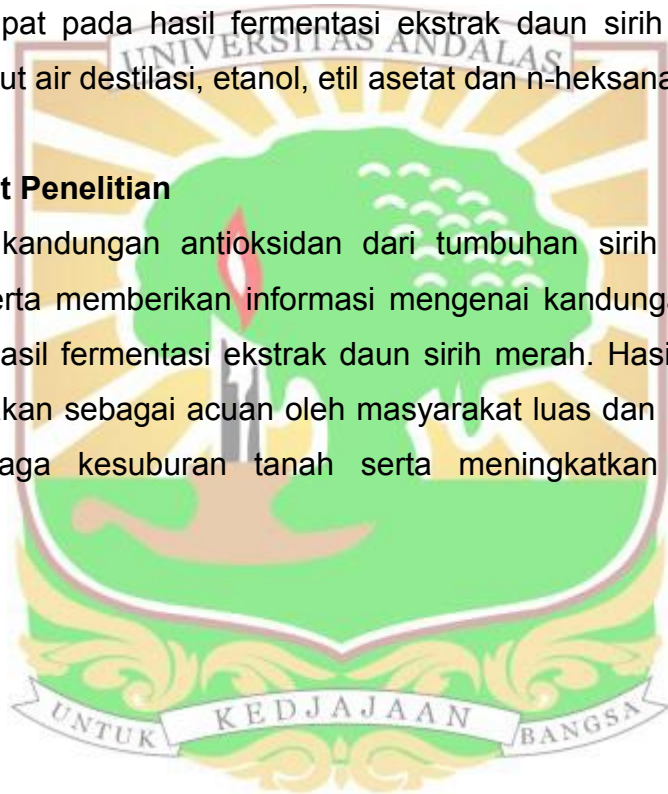 pat pada hasil fermentasi ekstrak daun sirih
UNIVERSITAS ANDALAS
ut air destilasi, etanol, etil asetat dan n-heksana
t Penelitian
kandungan antioksidan dari tumbuhan sirih
erta memberikan informasi mengenai kandunga
asil fermentasi ekstrak daun sirih merah. Hasi
akan sebagai acuan oleh masyarakat luas dan
aga kesuburan tanah serta meningkatkan
UNTUK KEDJAJAAN BANGSA